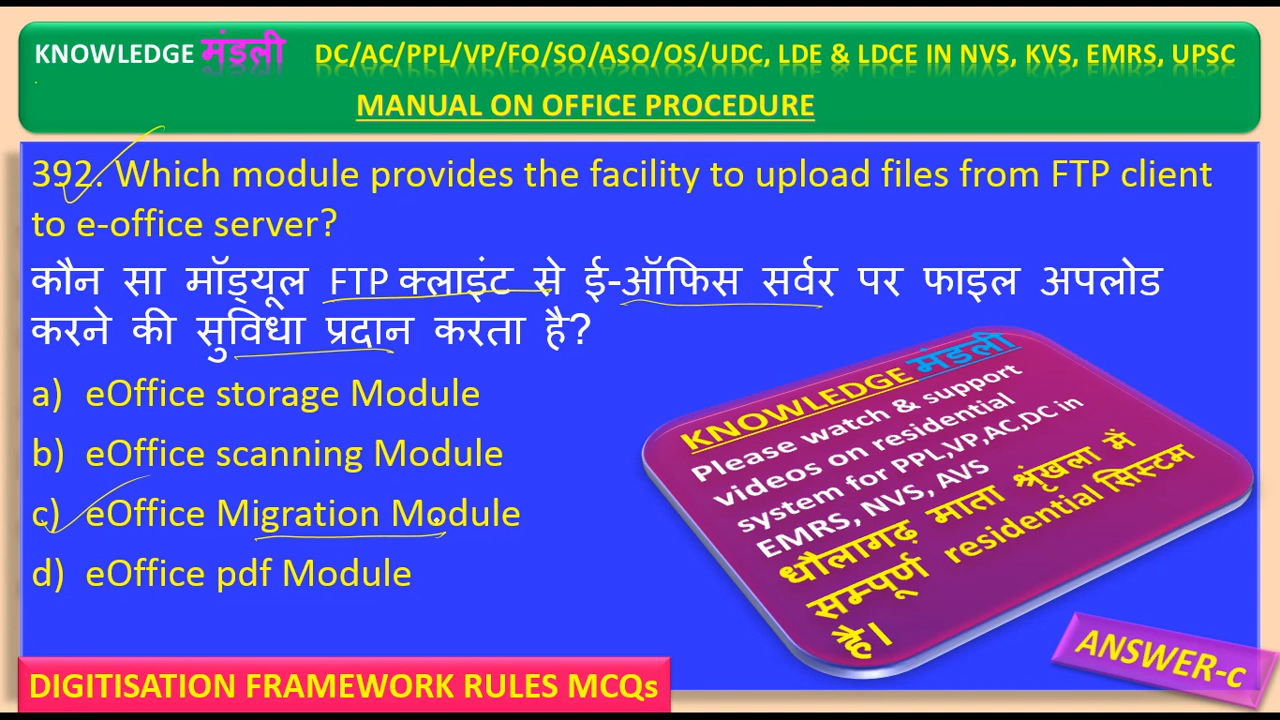 KNOWLEDGE मंडली DC/AC/PPL/VP/FO/SO/ASO/OS/UDC, LDE & LDCE IN NVS, KVS, EMRS, UPSC
MANUAL ON OFFICE PROCEDURE
392. Which module provides the facility to upload files from FTP client
to e-office server?
कौन सा मॉड्यूल FTP क्लाइंट से ई-ऑफिस सर्वर पर फाइल अपलोड
करने की सुविधा प्रदान करता है?
a) eOffice storage Module
b) eOffice scanning Module
c) eOffice Migration Module
d) eOffice pdf Module
KNOWLEDGE मंडली
Please watch & support
videos on residential
system for PPL,VP,AC,DC in
EMRS, NVS, AVS
धौलागढ़ माता श्रृंखला में
सम्पूर्ण residential सिस्टम
है।
ANSWER-c
DIGITISATION FRAMEWORK RULES MCQs